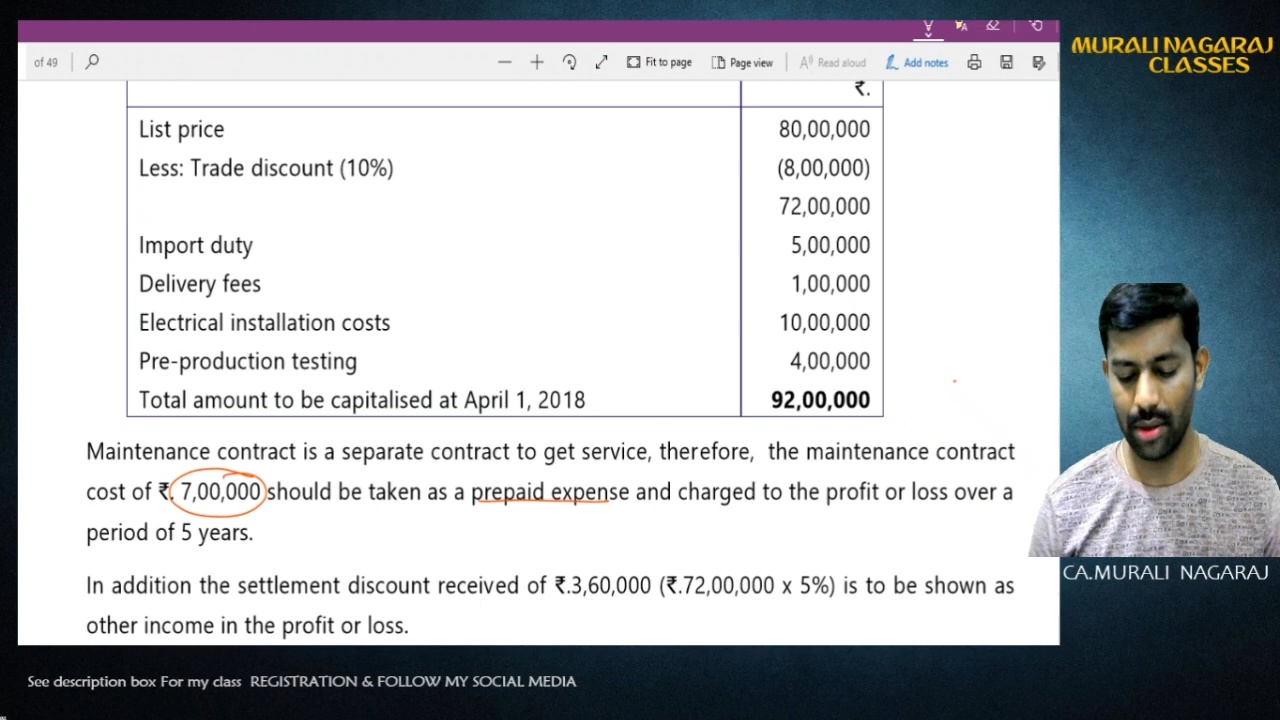 MURALI NAGARAJ
CLASSES
of 49
Fit to page
Page view
Read aloud
Add notes
₹.
List price 80,00,000
Less: Trade discount (10%) (8,00,000)
72,00,000
Import duty 5,00,000
Delivery fees 1,00,000
Electrical installation costs 10,00,000
Pre-production testing 4,00,000
Total amount to be capitalised at April 1, 2018 92,00,000
Maintenance contract is a separate contract to get service, therefore, the maintenance contract
cost of ₹. 7,00,000 should be taken as a prepaid expense and charged to the profit or loss over a
period of 5 years.
In addition the settlement discount received of ₹.3,60,000 (₹.72,00,000 x 5%) is to be shown as
other income in the profit or loss.
CA.MURALI NAGARAJ
See description box For my class REGISTRATION & FOLLOW MY SOCIAL MEDIA